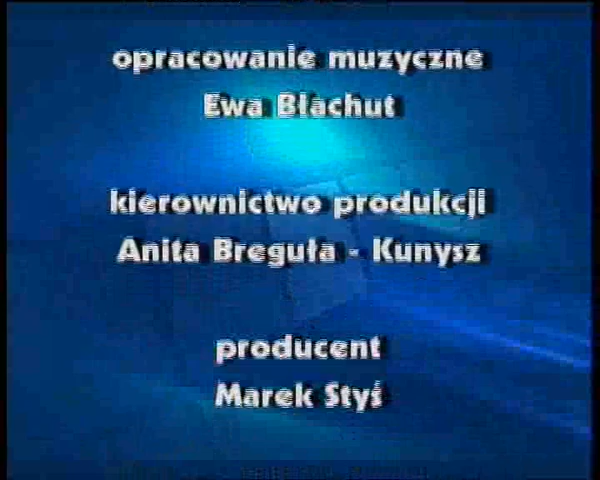 opracowanie muzyczne
Ewa Błachut
kierownictwo produkcji
Anita Breguła - Kunysz
producent
Marek Styś